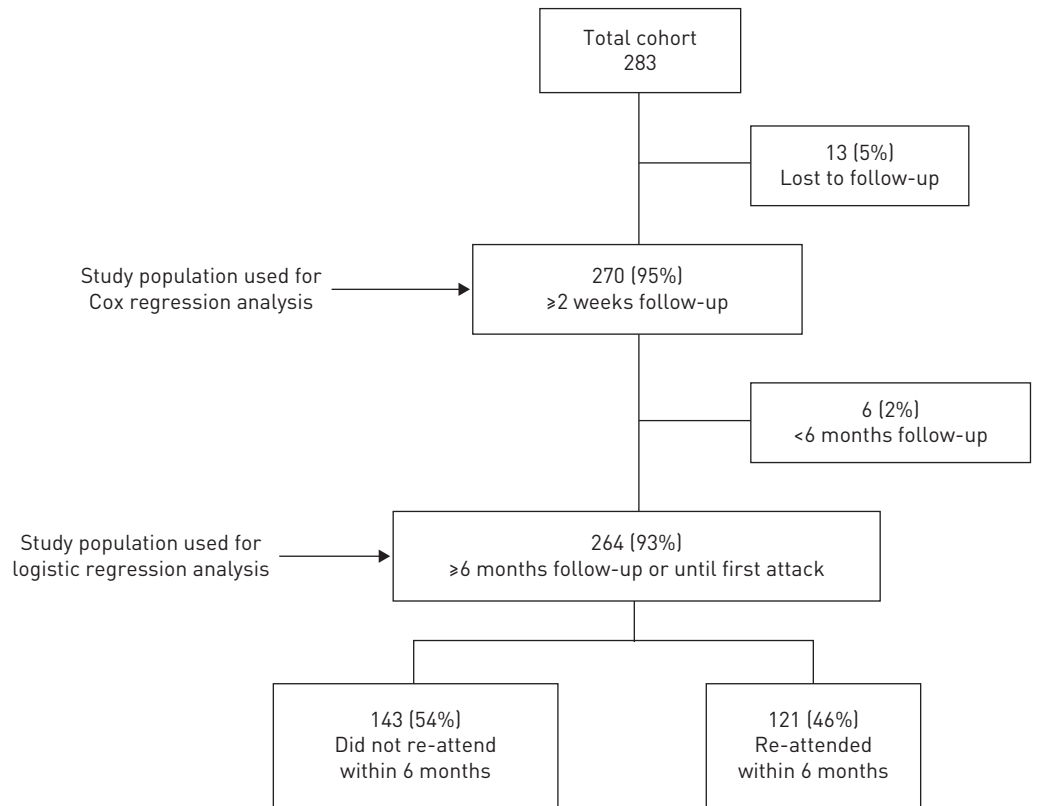 Total cohort
283
13 (5%)
Lost to follow-up
Study population used for
Cox regression analysis
270 (95%)
⩾2 weeks follow-up
6 (2%)
<6 months follow-up
Study population used for
logistic regression analysis
264 (93%)
⩾6 months follow-up or until first attack
143 (54%)
Did not re-attend
within 6 months
121 (46%)
Re-attended
within 6 months